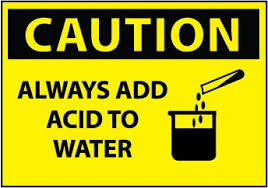 CAUTION
ALWAYS ADD
ACID TO
WATER